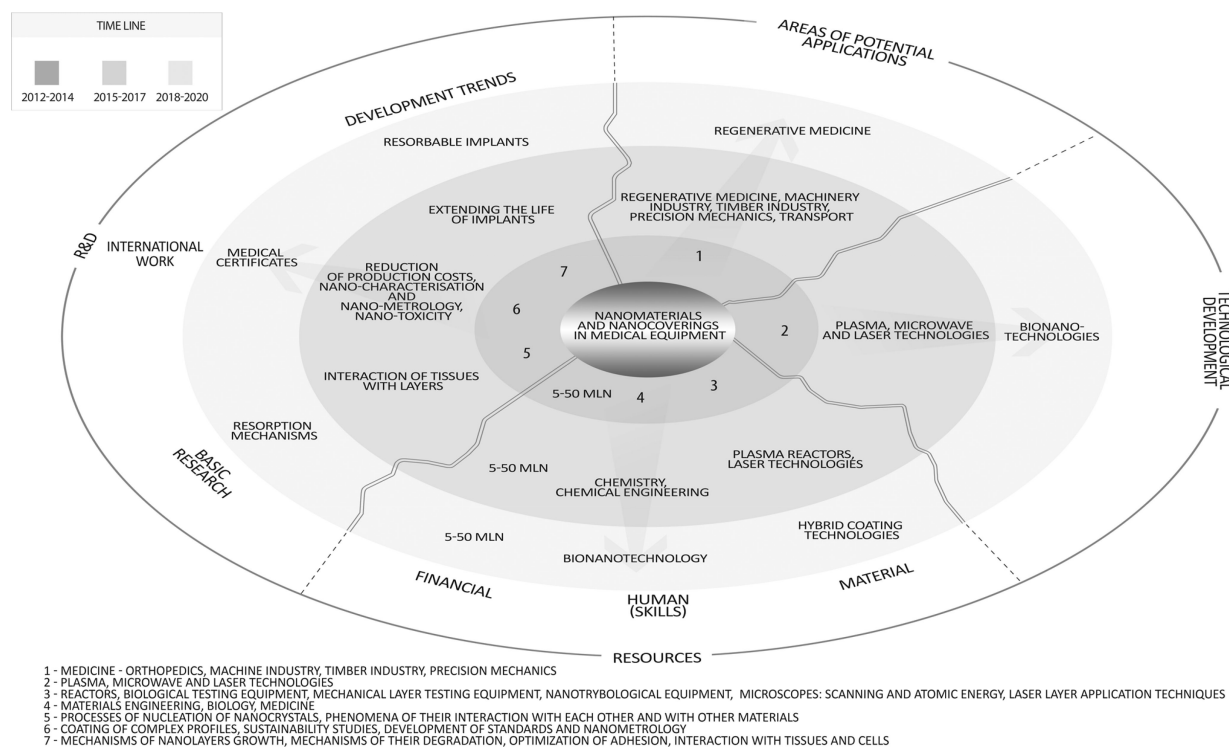 TIME LINE
2012-2014
2015-2017
2018-2020
AREAS OF POTENTIAL
APPLICATIONS
DEVELOPMENT TRENDS
RESORBABLE IMPLANTS
REGENERATIVE MEDICINE
EXTENDING THE LIFE
OF IMPLANTS
REGENERATIVE MEDICINE, MACHINERY
INDUSTRY, TIMBER INDUSTRY,
PRECISION MECHANICS, TRANSPORT
R&D
INTERNATIONAL
WORK
MEDICAL
CERTIFICATES
REDUCTION
OF PRODUCTION COSTS,
NANO-CHARACTERISATION
AND
NANO-METROLOGY,
NANO-TOXICITY
7
1
6
5
NANOMATERIALS
AND NANOCOVERINGS
IN MEDICAL EQUIPMENT
2
PLASMA, MICROWAVE
AND LASER TECHNOLOGIES
BIONANO-
TECHNOLOGIES
TECHNOLOGICAL
DEVELOPMENT
INTERACTION OF TISSUES
WITH LAYERS
5-50 MLN
4
3
RESORPTION
MECHANISMS
BASIC
RESEARCH
5-50 MLN
CHEMISTRY,
CHEMICAL ENGINEERING
PLASMA REACTORS,
LASER TECHNOLOGIES
5-50 MLN
BIONANOTECHNOLOGY
HYBRID COATING
TECHNOLOGIES
FINANCIAL
HUMAN
(SKILLS)
MATERIAL
RESOURCES
1 - MEDICINE - ORTHOPEDICS, MACHINE INDUSTRY, TIMBER INDUSTRY, PRECISION MECHANICS
2 - PLASMA, MICROWAVE AND LASER TECHNOLOGIES
3 - REACTORS, BIOLOGICAL TESTING EQUIPMENT, MECHANICAL LAYER TESTING EQUIPMENT, NANOTRYBOLOGICAL EQUIPMENT, MICROSCOPES: SCANNING AND ATOMIC ENERGY, LASER LAYER APPLICATION TECHNIQUES
4 - MATERIALS ENGINEERING, BIOLOGY, MEDICINE
5 - PROCESSES OF NUCLEATION OF NANOCRYSTALS, PHENOMENA OF THEIR INTERACTION WITH EACH OTHER AND WITH OTHER MATERIALS
6 - COATING OF COMPLEX PROFILES, SUSTAINABILITY STUDIES, DEVELOPMENT OF STANDARDS AND NANOMETROLOGY
7 - MECHANISMS OF NANOLAYERS GROWTH, MECHANISMS OF THEIR DEGRADATION, OPTIMIZATION OF ADHESION, INTERACTION WITH TISSUES AND CELLS